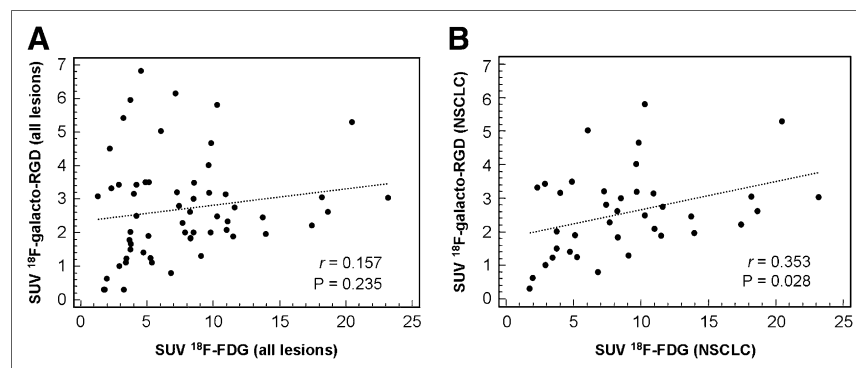 A
SUV 18F-galacto-RGD (all lesions)
7
6
5
4
3
2
1
0
r = 0.157
P = 0.235
0 5 10 15 20 25
SUV 18F-FDG (all lesions)
B
SUV 18F-galacto-RGD (NSCLC)
7
6
5
4
3
2
1
0
r = 0.353
P = 0.028
0 5 10 15 20 25
SUV 18F-FDG (NSCLC)